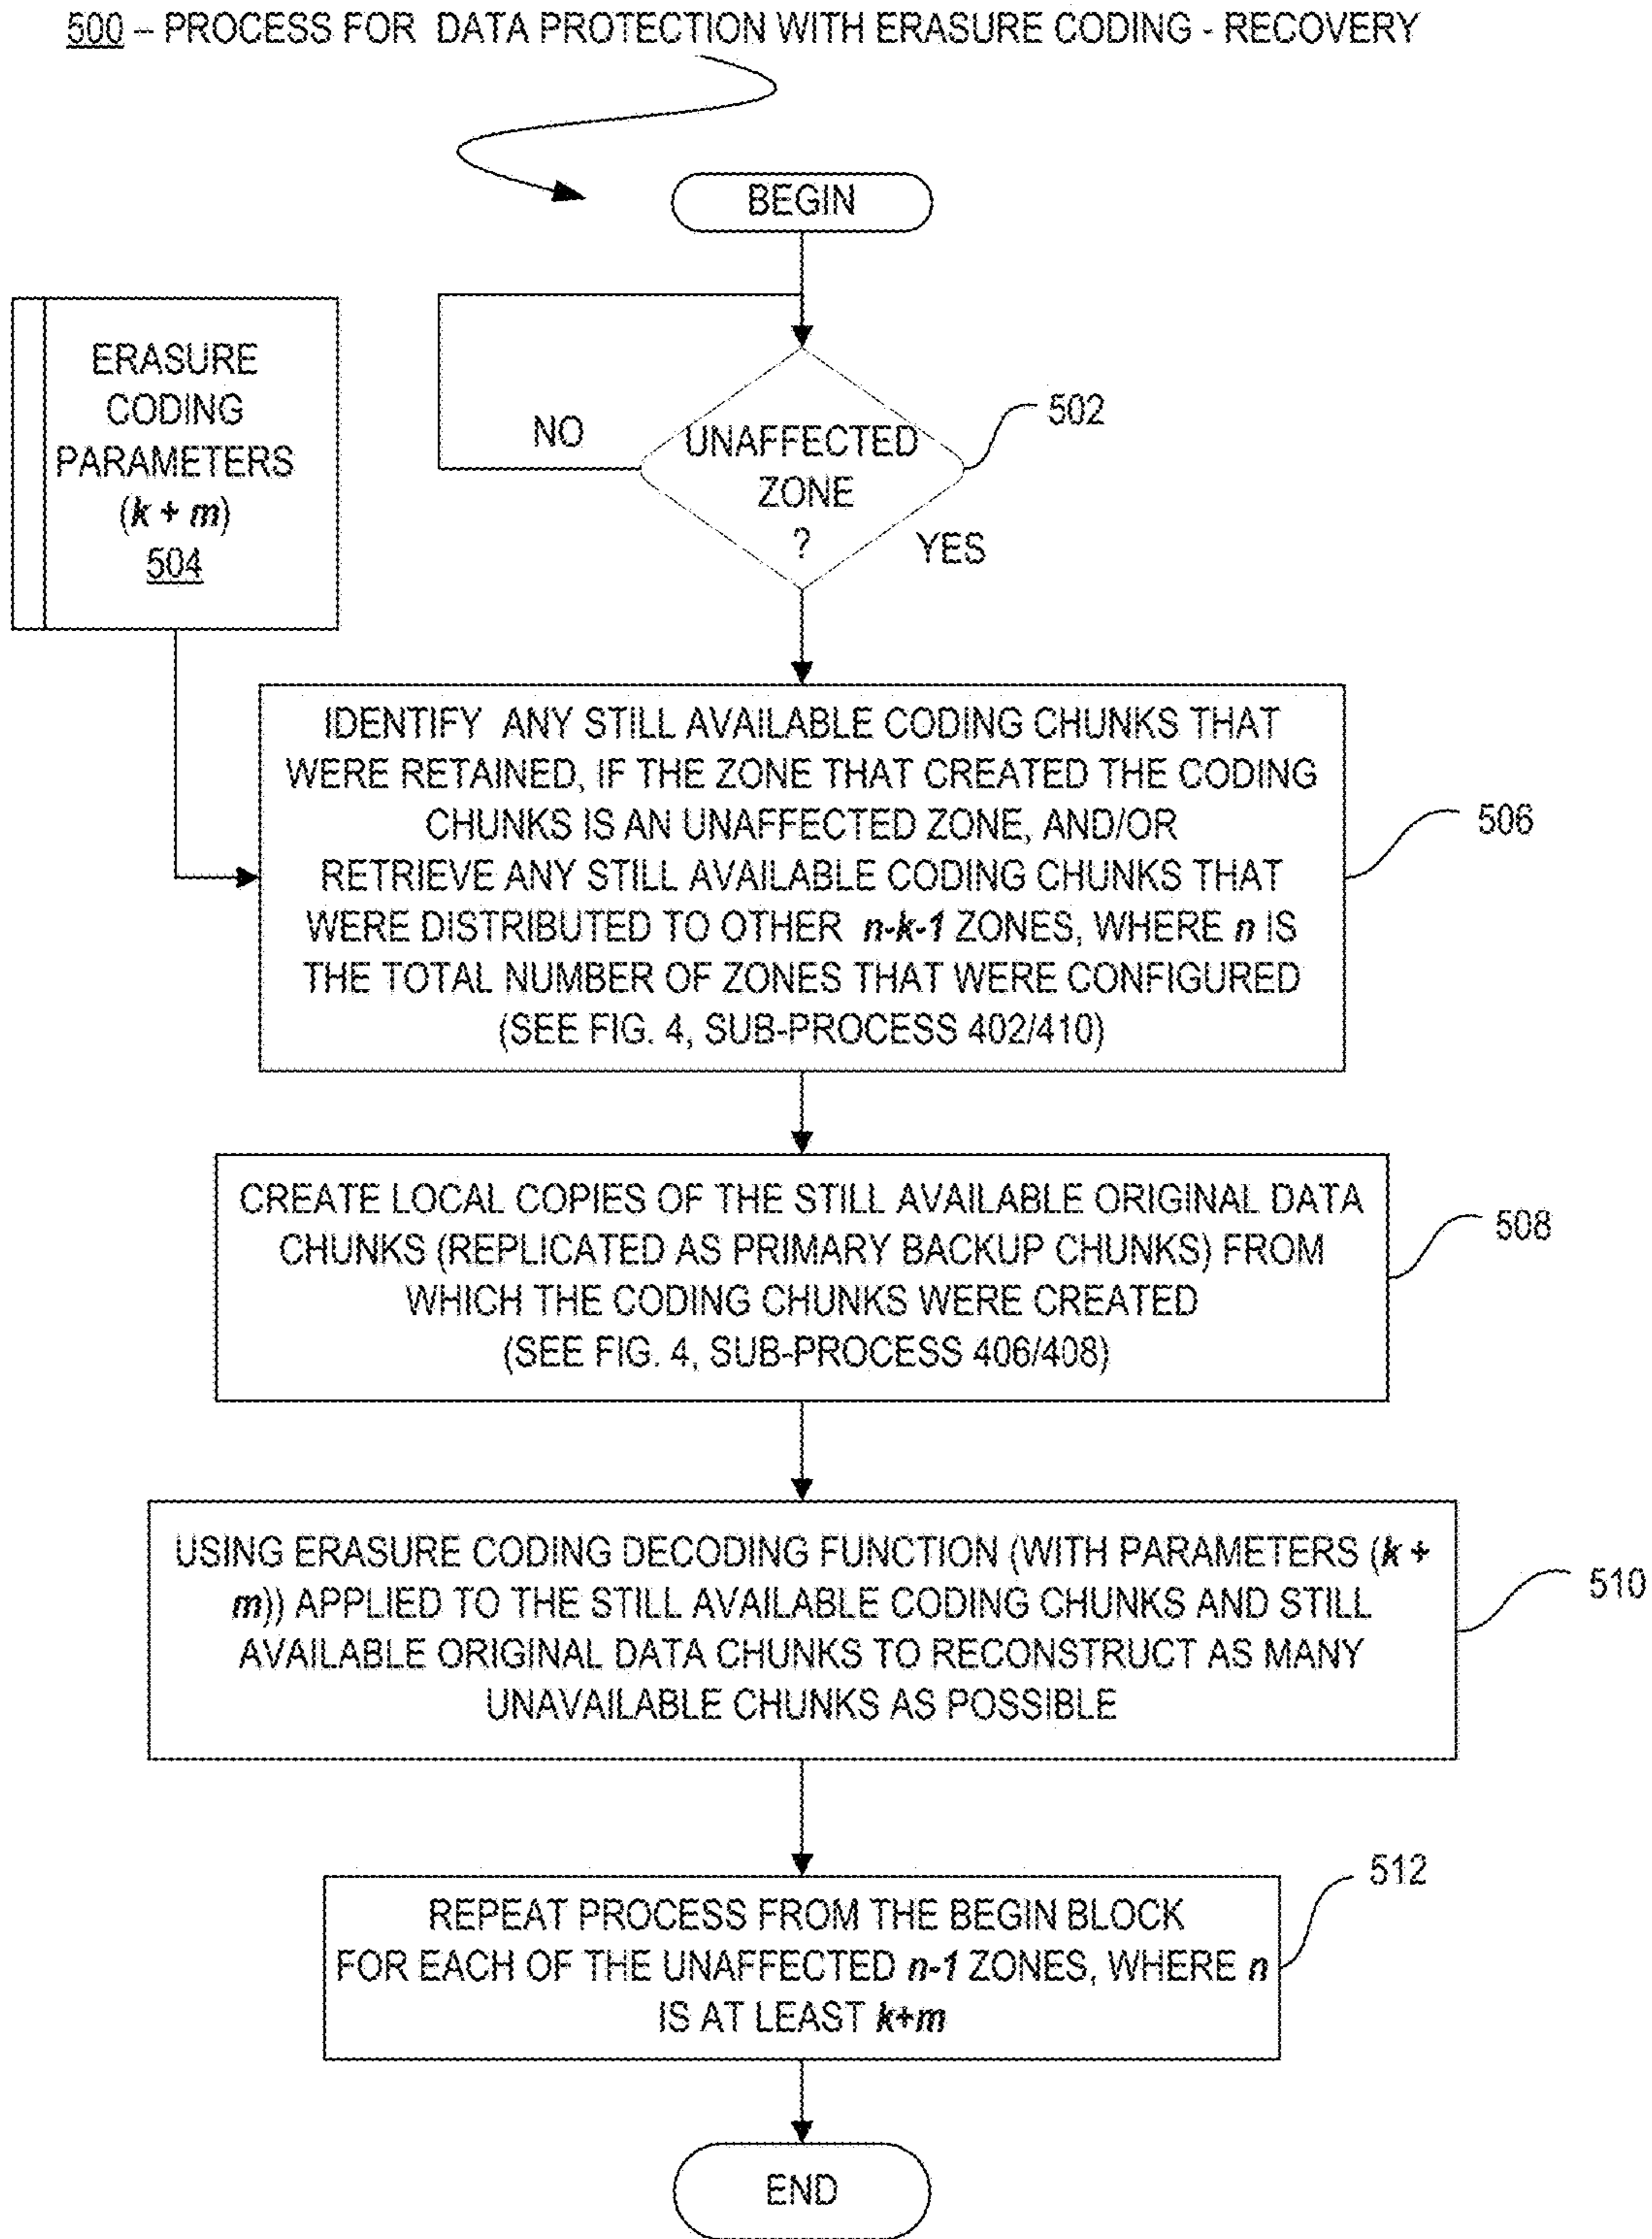 500 – PROCESS FOR DATA PROTECTION WITH ERASURE CODING - RECOVERY
BEGIN
ERASURE
CODING
PARAMETERS
(k + m)
504
NO
UNAFFECTED
ZONE
?
502
YES
IDENTIFY ANY STILL AVAILABLE CODING CHUNKS THAT
WERE RETAINED, IF THE ZONE THAT CREATED THE CODING
CHUNKS IS AN UNAFFECTED ZONE, AND/OR
RETRIEVE ANY STILL AVAILABLE CODING CHUNKS THAT
WERE DISTRIBUTED TO OTHER n-k-1 ZONES, WHERE n IS
THE TOTAL NUMBER OF ZONES THAT WERE CONFIGURED
(SEE FIG. 4, SUB-PROCESS 402/410)
506
CREATE LOCAL COPIES OF THE STILL AVAILABLE ORIGINAL DATA
CHUNKS (REPLICATED AS PRIMARY BACKUP CHUNKS) FROM
WHICH THE CODING CHUNKS WERE CREATED
(SEE FIG. 4, SUB-PROCESS 406/408)
508
USING ERASURE CODING DECODING FUNCTION (WITH PARAMETERS (k +
m)) APPLIED TO THE STILL AVAILABLE CODING CHUNKS AND STILL
AVAILABLE ORIGINAL DATA CHUNKS TO RECONSTRUCT AS MANY
UNAVAILABLE CHUNKS AS POSSIBLE
510
REPEAT PROCESS FROM THE BEGIN BLOCK
FOR EACH OF THE UNAFFECTED n-1 ZONES, WHERE n
IS AT LEAST k+m
512
END